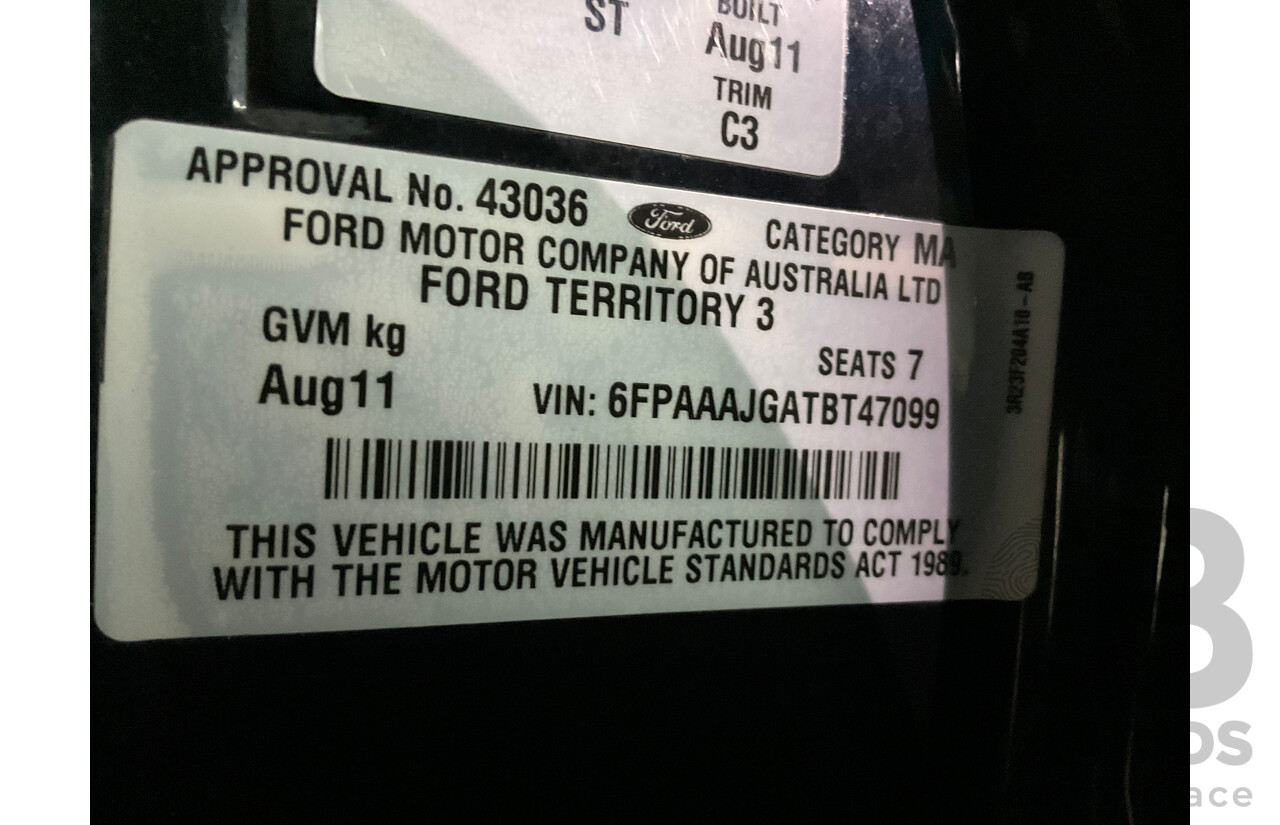 ST
BUILT
Aug11
TRIM
C3
APPROVAL No. 43036 Ford CATEGORY MA
FORD MOTOR COMPANY OF AUSTRALIA LTD
FORD TERRITORY 3
GVM kg
SEATS 7
Aug11
VIN: 6FPAAAJGATBT47099
THIS VEHICLE WAS MANUFACTURED TO COMPLY
WITH THE MOTOR VEHICLE STANDARDS ACT 1989.
3R23F204A10-AB